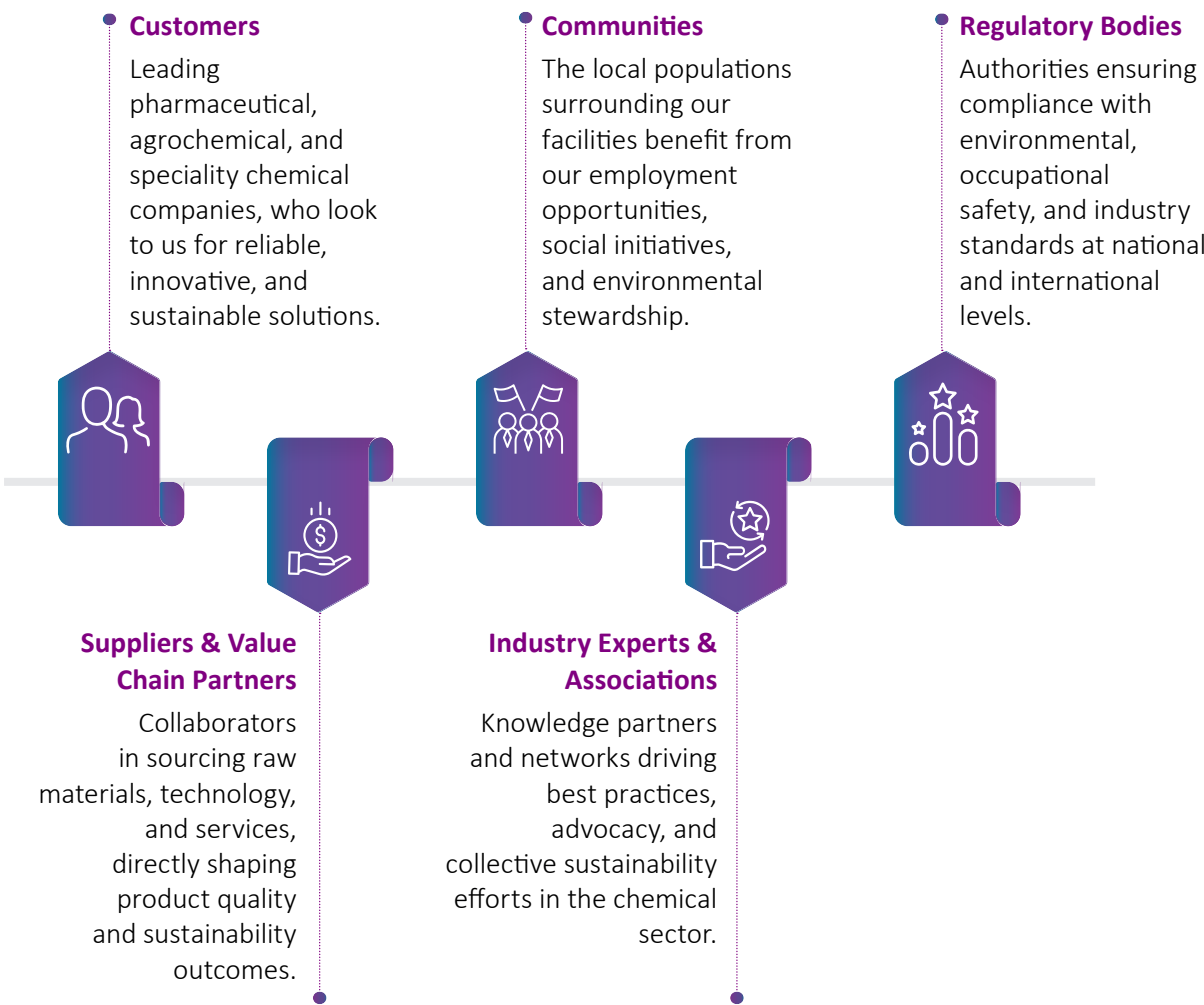 Customers
Leading
pharmaceutical,
agrochemical, and
speciality chemical
companies, who look
to us for reliable,
innovative, and
sustainable solutions.
Communities
The local populations
surrounding our
facilities benefit from
our employment
opportunities,
social initiatives,
and environmental
stewardship.
Regulatory Bodies
Authorities ensuring
compliance with
environmental,
occupational
safety, and industry
standards at national
and international
levels.
$
Suppliers & Value
Chain Partners
Collaborators
in sourcing raw
materials, technology,
and services,
directly shaping
product quality
and sustainability
outcomes.
Industry Experts &
Associations
Knowledge partners
and networks driving
best practices,
advocacy, and
collective sustainability
efforts in the chemical
sector.